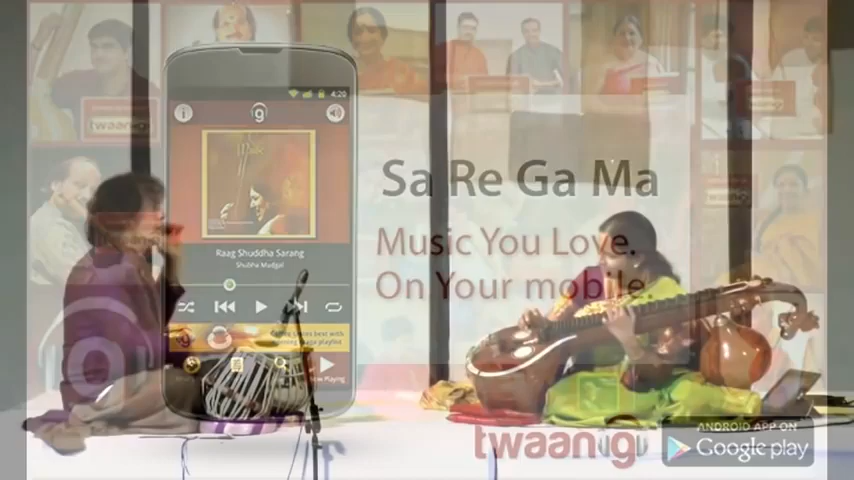 twaang
4:20
Raag Shuddha Sarang
Shubha Mudgal
Sa Re Ga Ma
Music You Love.
On Your mobile.
twaang
ANDROID APP ON
Google play